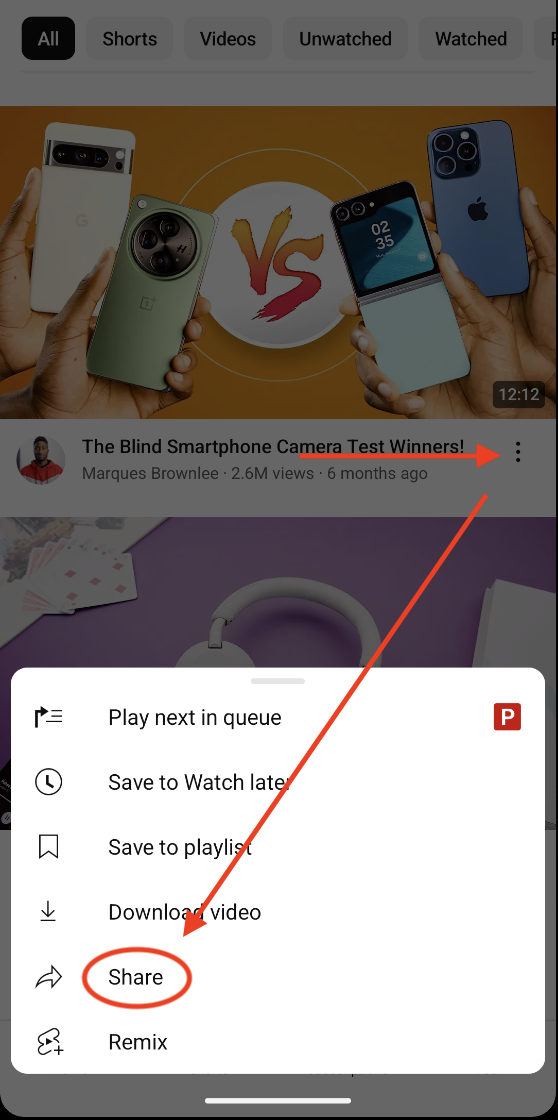 All Shorts Videos Unwatched Watched
VS
02
35
12:12
The Blind Smartphone Camera Test Winners!
Marques Brownlee · 2.6M views · 6 months ago
Play next in queue
P
Save to Watch later
Save to playlist
Download video
Share
Remix